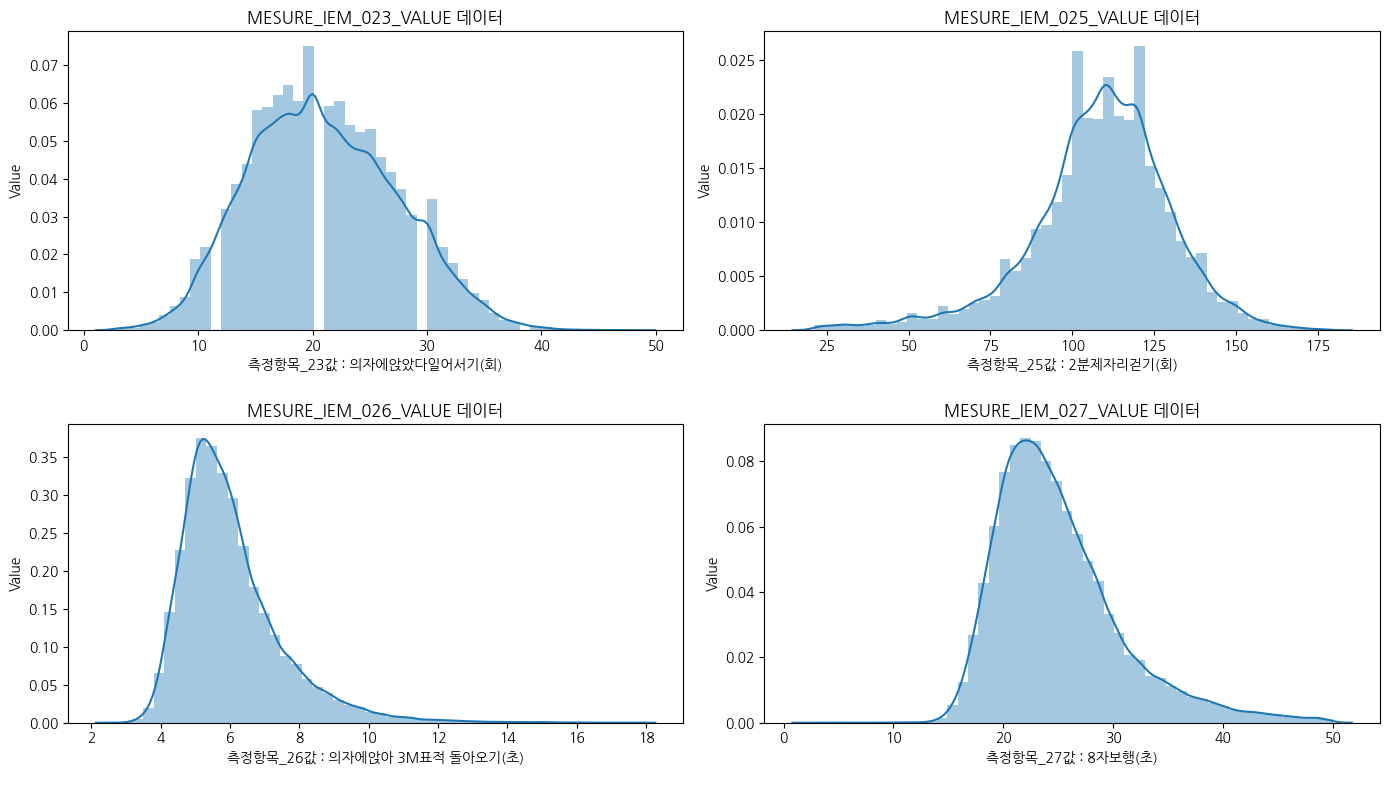 MESURE_IEM_023_VALUE 데이터
Value
0.07
0.06
0.05
0.04
0.03
0.02
0.01
0.00
0 10 20 30 40 50
측정항목_23값 : 의자에앉았다일어서기(회)
MESURE_IEM_025_VALUE 데이터
Value
0.025
0.020
0.015
0.010
0.005
0.000
25 50 75 100 125 150 175
측정항목_25값 : 2분제자리걷기(회)
MESURE_IEM_026_VALUE 데이터
Value
0.35
0.30
0.25
0.20
0.15
0.10
0.05
0.00
2 4 6 8 10 12 14 16 18
측정항목_26값 : 의자에앉아 3M표적 돌아오기(초)
MESURE_IEM_027_VALUE 데이터
Value
0.08
0.06
0.04
0.02
0.00
0 10 20 30 40 50
측정항목_27값 : 8자보행(초)